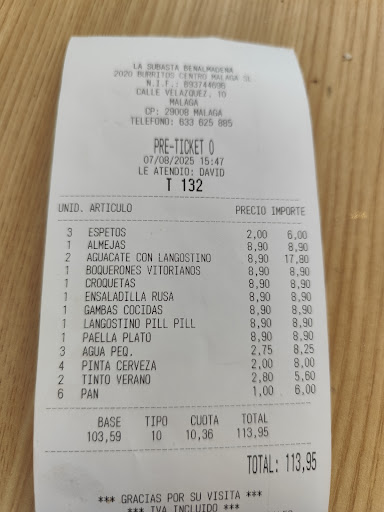 LA SUBASTA BENALMADENA
2020 BURRITOS CENTRO MALAGA SL
N.I.F.: B93744696
CALLE VELAZQUEZ, 10
MALAGA
CP: 29008 MALAGA
TELEFONO: 633 625 885
PRE-TICKET 0
07/08/2025 15:47
LE ATENDIO: DAVID
T 132
UNID. ARTICULO PRECIO IMPORTE
3 ESPETOS 2,00 6,00
1 ALMEJAS 8,90 8,90
2 AGUACATE CON LANGOSTINO 8,90 17,80
1 BOQUERONES VITORIANOS 8,90 8,90
1 CROQUETAS 8,90 8,90
1 ENSALADILLA RUSA 8,90 8,90
1 GAMBAS COCIDAS 8,90 8,90
1 LANGOSTINO PILL PILL 8,90 8,90
1 PAELLA PLATO 8,90 8,90
3 AGUA PEQ. 2,75 8,25
4 PINTA CERVEZA 2,00 8,00
2 TINTO VERANO 2,80 5,60
6 PAN 1,00 6,00
BASE TIPO CUOTA TOTAL
103,59 10 10,36 113,95
TOTAL: 113,95
*** GRACIAS POR SU VISITA ***
*** IVA INCLUIDO ***